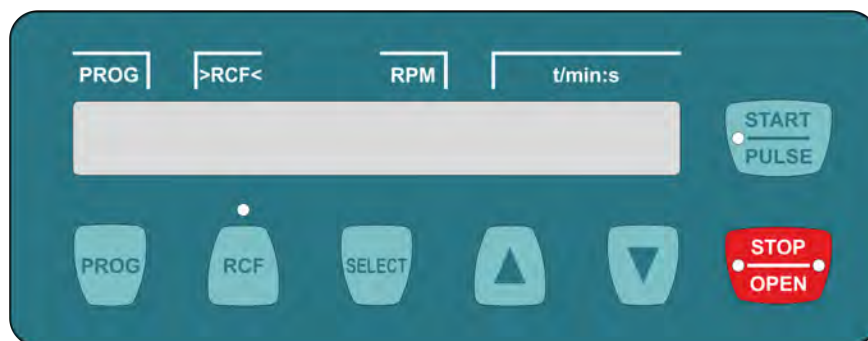 PROG >RCF< RPM t/min:s
START
PULSE
PROG RCF SELECT
STOP
OPEN